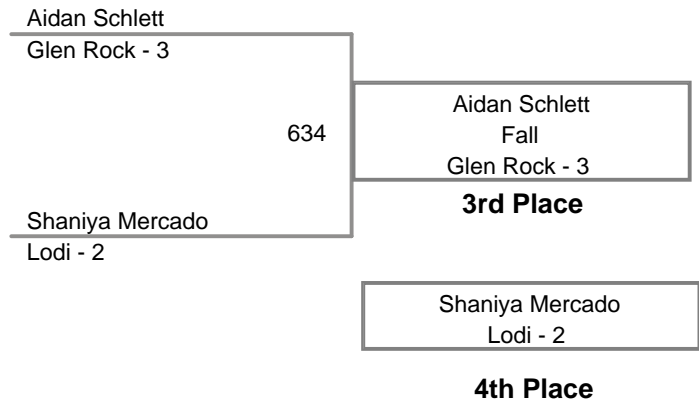 Aidan Schlett
Glen Rock - 3
634
Aidan Schlett
Fall
Glen Rock - 3
3rd Place
Shaniya Mercado
Lodi - 2
Shaniya Mercado
Lodi - 2
4th Place